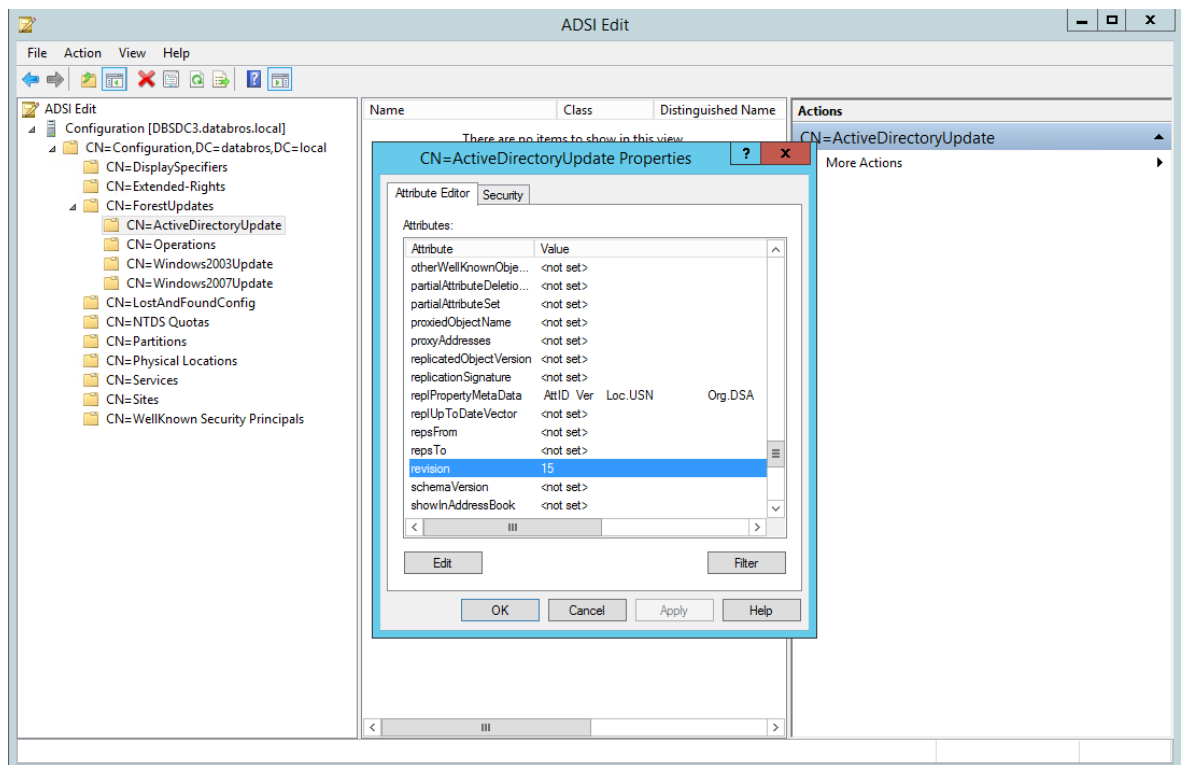 ADSI Edit
File Action View Help
ADSI Edit
Configuration [DBSDC3.databros.local]
CN=Configuration,DC=databros,DC=local
CN=DisplaySpecifiers
CN=Extended-Rights
CN=ForestUpdates
CN=ActiveDirectoryUpdate
CN=Operations
CN=Windows2003Update
CN=Windows2007Update
CN=LostAndFoundConfig
CN=NTDS Quotas
CN=Partitions
CN=Physical Locations
CN=Services
CN=Sites
CN=WellKnown Security Principals
Name Class Distinguished Name
There are no items to show in this view.
CN=ActiveDirectoryUpdate Properties
Attribute Editor Security
Attributes:
Attribute Value
otherWellKnownObje... <not set>
partialAttributeDeletio... <not set>
partialAttributeSet <not set>
proxiedObjectName <not set>
proxyAddresses <not set>
replicatedObjectVersion <not set>
replicationSignature <not set>
replPropertyMetaData AttID Ver Loc.USN Org.DSA
replUpToDateVector <not set>
repsFrom <not set>
repsTo <not set>
revision 15
schemaVersion <not set>
showInAddressBook <not set>
Edit Filter
OK Cancel Apply Help
Actions
CN=ActiveDirectoryUpdate
More Actions